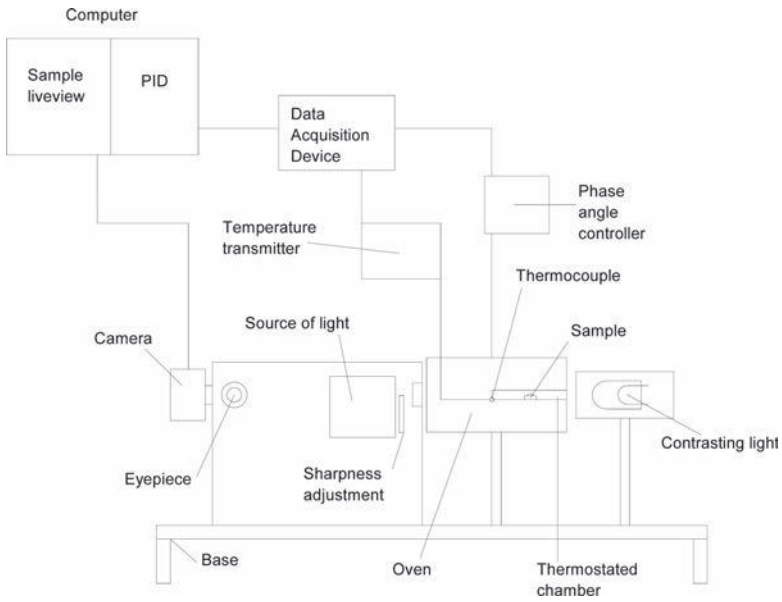 Computer
Sample
liveview
PID
Data
Acquisition
Device
Phase
angle
controller
Temperature
transmitter
Thermocouple
Source of light
Sample
Camera
Contrasting light
Eyepiece
Sharpness
adjustment
Base
Oven
Thermostated
chamber